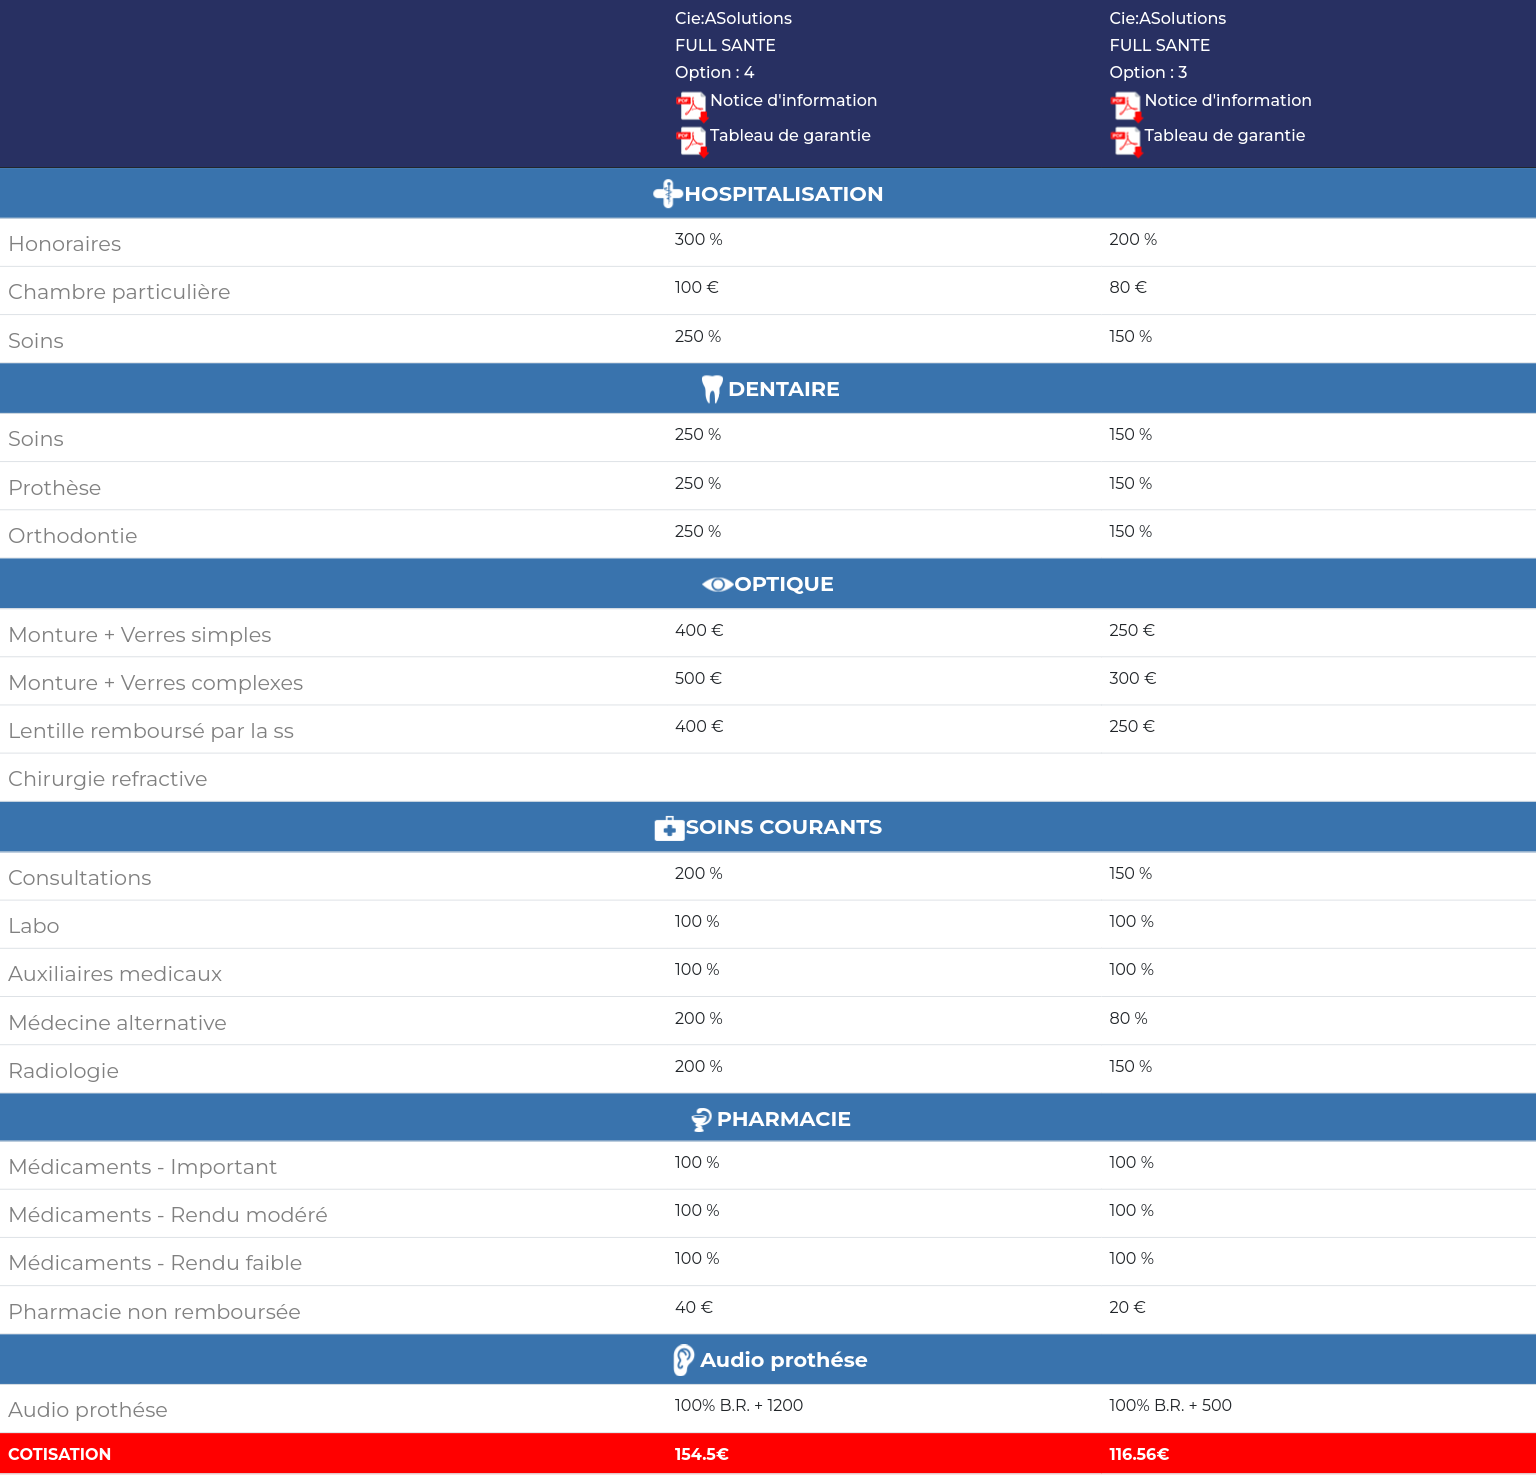 Cie:ASolutions Cie:ASolutions
FULL SANTE FULL SANTE
Option : 4 Option : 3
PDF Notice d'information PDF Notice d'information
PDF Tableau de garantie PDF Tableau de garantie
HOSPITALISATION
Honoraires 300 % 200 %
Chambre particulière 100 € 80 €
Soins 250 % 150 %
DENTAIRE
Soins 250 % 150 %
Prothèse 250 % 150 %
Orthodontie 250 % 150 %
OPTIQUE
Monture + Verres simples 400 € 250 €
Monture + Verres complexes 500 € 300 €
Lentille remboursé par la ss 400 € 250 €
Chirurgie refractive
SOINS COURANTS
Consultations 200 % 150 %
Labo 100 % 100 %
Auxiliaires medicaux 100 % 100 %
Médecine alternative 200 % 80 %
Radiologie 200 % 150 %
PHARMACIE
Médicaments - Important 100 % 100 %
Médicaments - Rendu modéré 100 % 100 %
Médicaments - Rendu faible 100 % 100 %
Pharmacie non remboursée 40 € 20 €
Audio prothése
Audio prothése 100% B.R. + 1200 100% B.R. + 500
COTISATION 154.5€ 116.56€